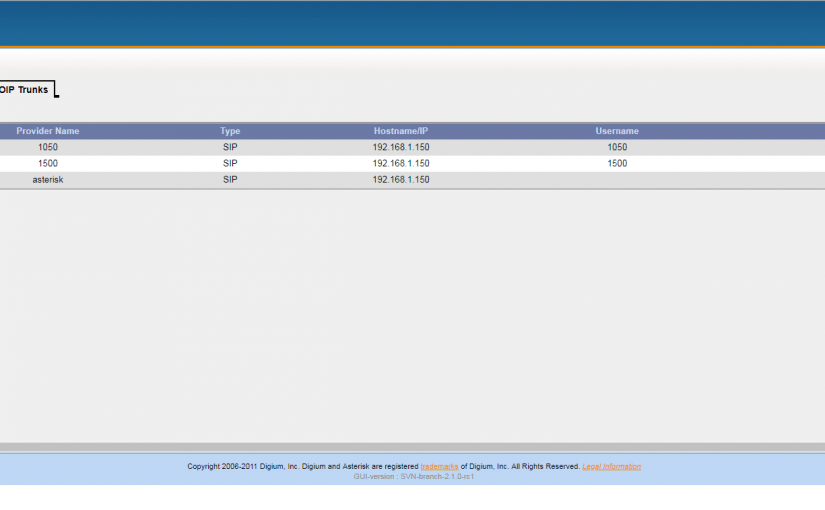 OIP Trunks
Provider Name Type Hostname/IP Username
1050 SIP 192.168.1.150 1050
1500 SIP 192.168.1.150 1500
asterisk SIP 192.168.1.150
Copyright 2006-2011 Digium, Inc. Digium and Asterisk are registered trademarks of Digium, Inc. All Rights Reserved. Legal Information
GUI-version : SVN-branch-2.1.0-rc1